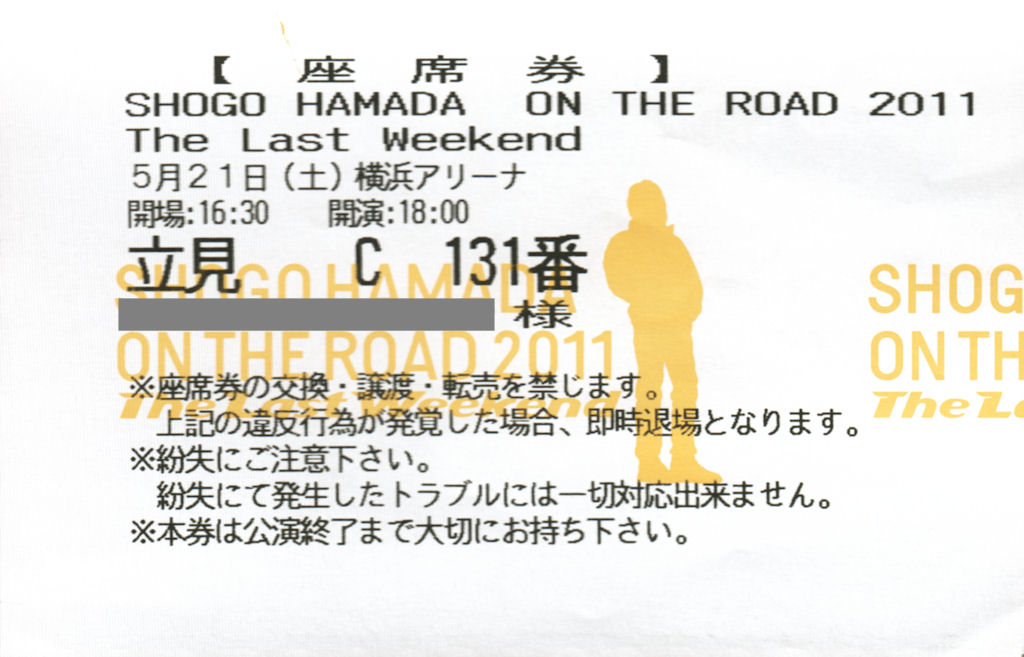 【 座 席 券 】
SHOGO HAMADA ON THE ROAD 2011
The Last Weekend
5月21日（土）横浜アリーナ
開場:16:30 開演:18:00
立見 C 131番
様
※座席券の交換・譲渡・転売を禁じます。
上記の違反行為が発覚した場合、即時退場となります。
※紛失にご注意下さい。
紛失にて発生したトラブルには一切対応出来ません。
※本券は公演終了まで大切にお持ち下さい。
SHOGO HAMADA
ON THE ROAD 2011
The Last Weekend
SHOG
ON TH
The La